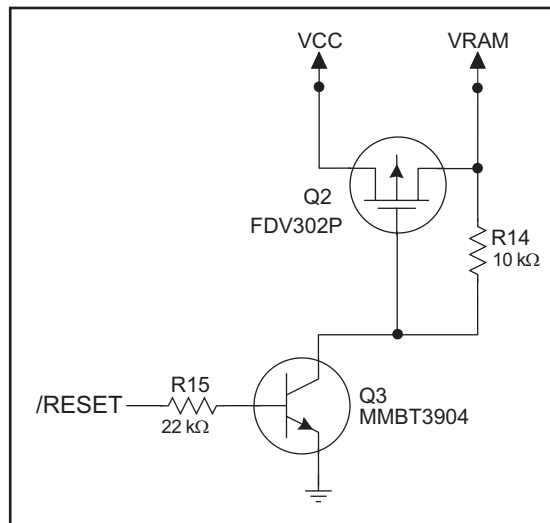 VCC
VRAM
Q2
FDV302P
R14
10 kΩ
R15
22 kΩ
/RESET
Q3
MMBT3904